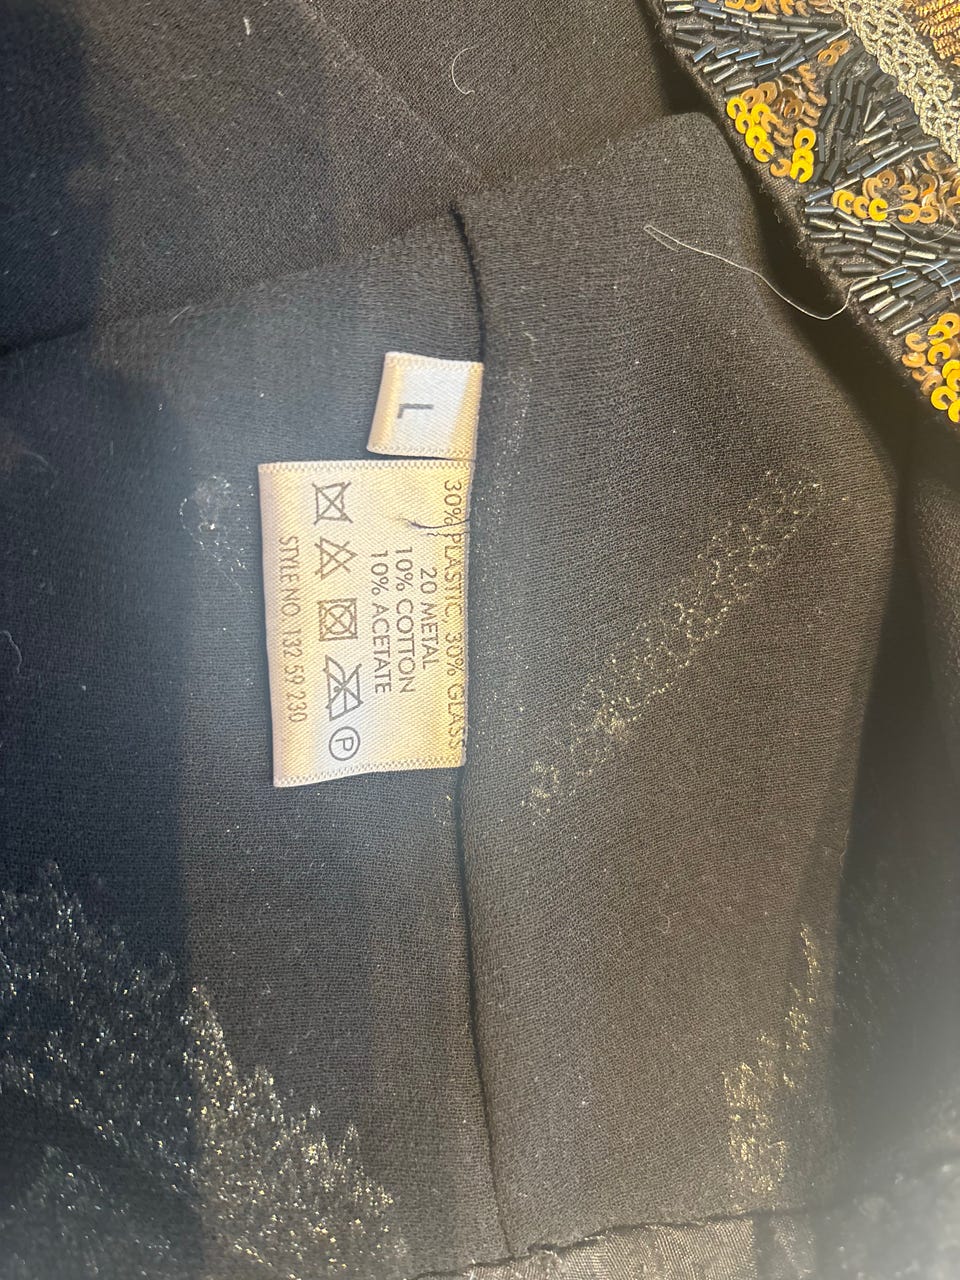 L
30% PLASTIC, 30% GLASS
20 METAL
10% COTTON
10% ACETATE
P
STYLE NO. 132 59 230